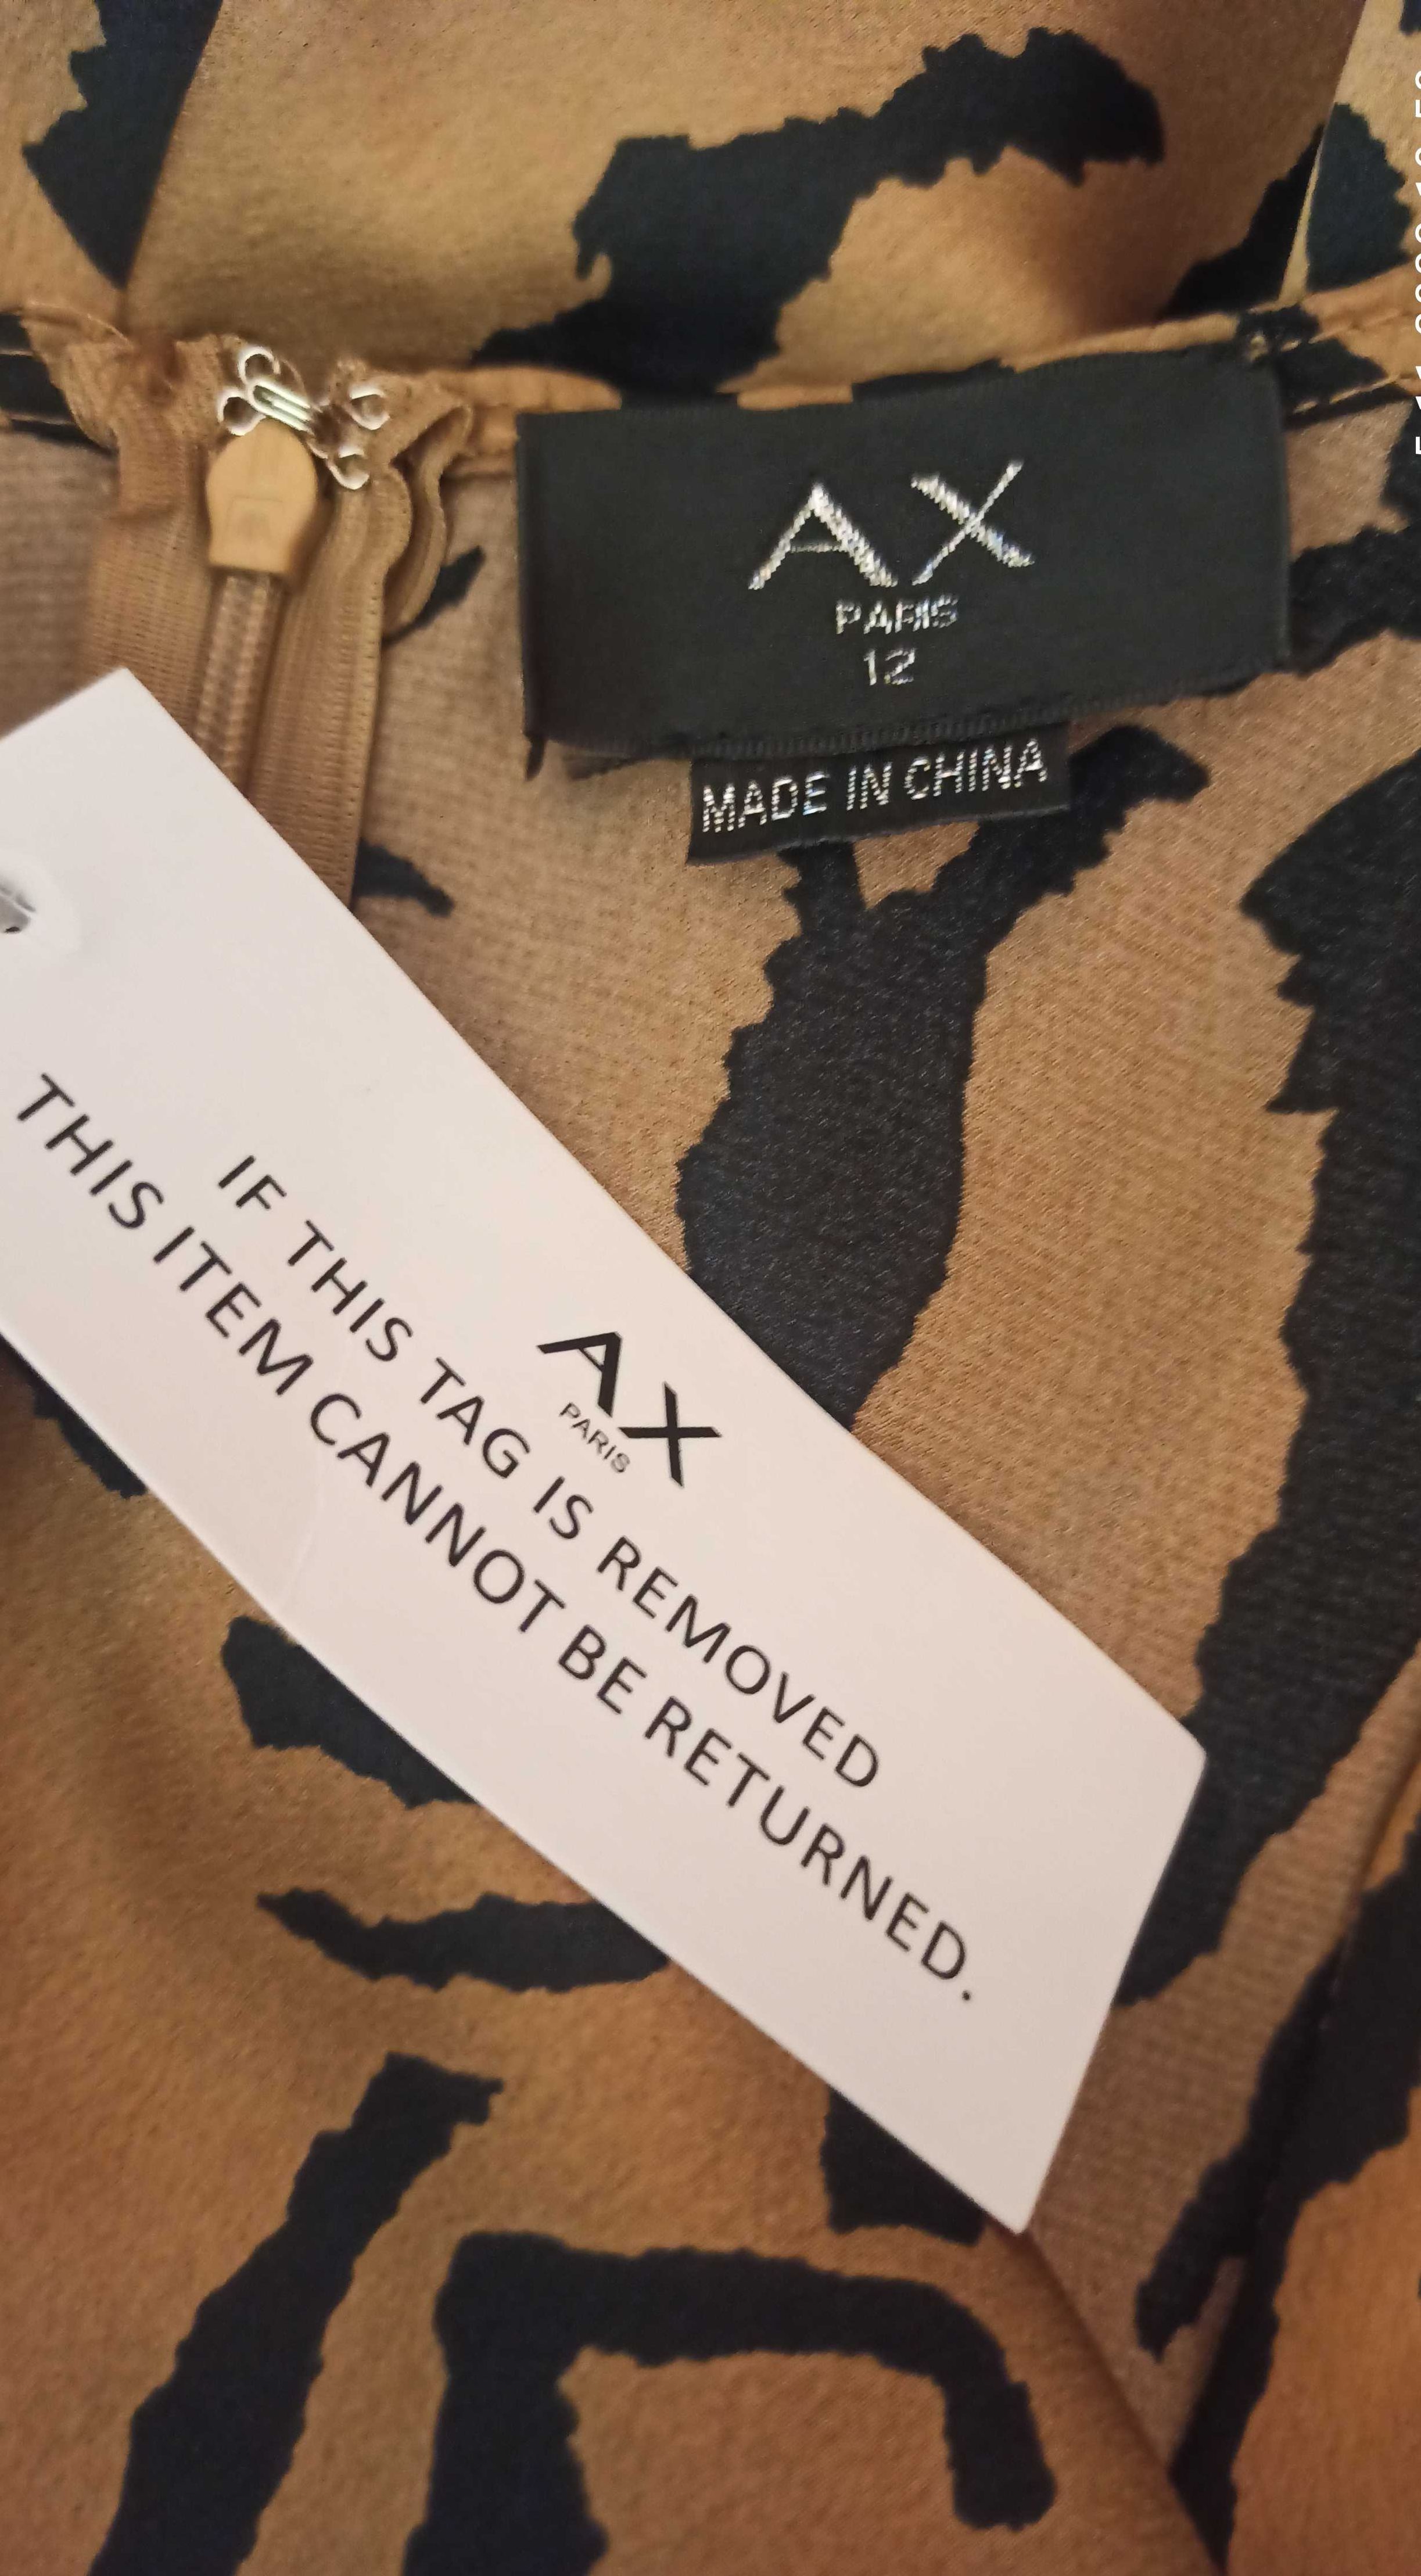 AX
PARIS
12
MADE IN CHINA
AX
PARIS
IF THIS TAG IS REMOVED
THIS ITEM CANNOT BE RETURNED.